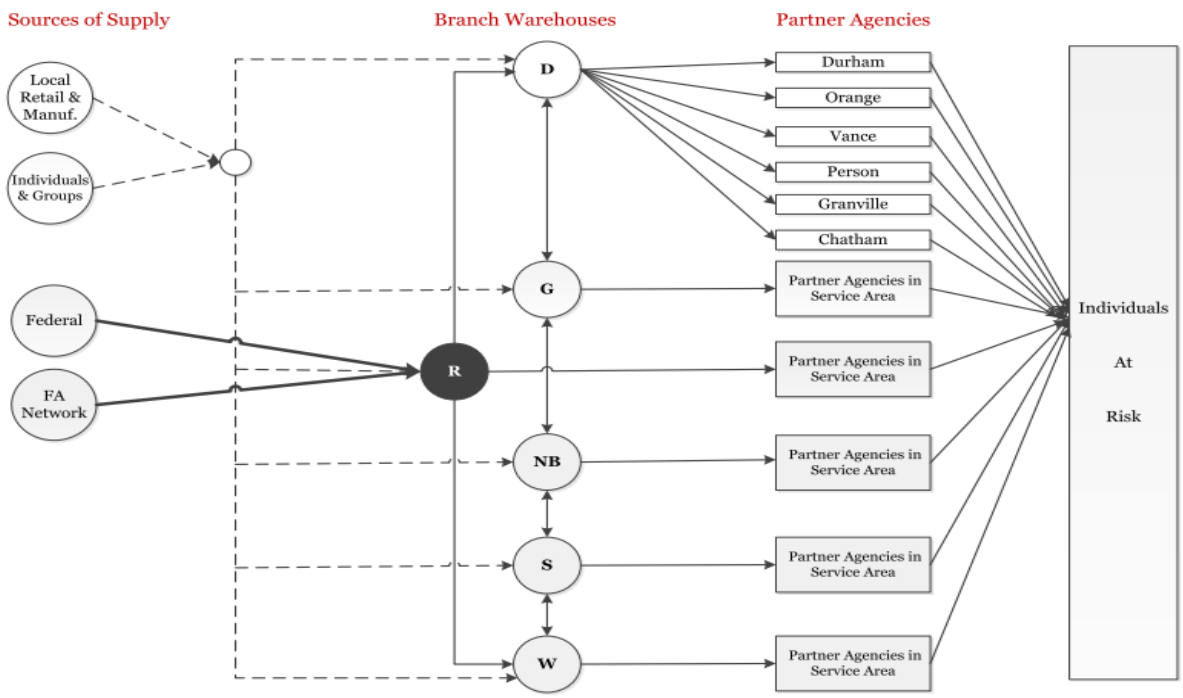 Sources of Supply
Branch Warehouses
Partner Agencies
Local
Retail &
Manuf.
Individuals
& Groups
Federal
FA
Network
D
G
R
NB
S
W
Durham
Orange
Vance
Person
Granville
Chatham
Partner Agencies in
Service Area
Partner Agencies in
Service Area
Partner Agencies in
Service Area
Partner Agencies in
Service Area
Partner Agencies in
Service Area
Individuals
At
Risk